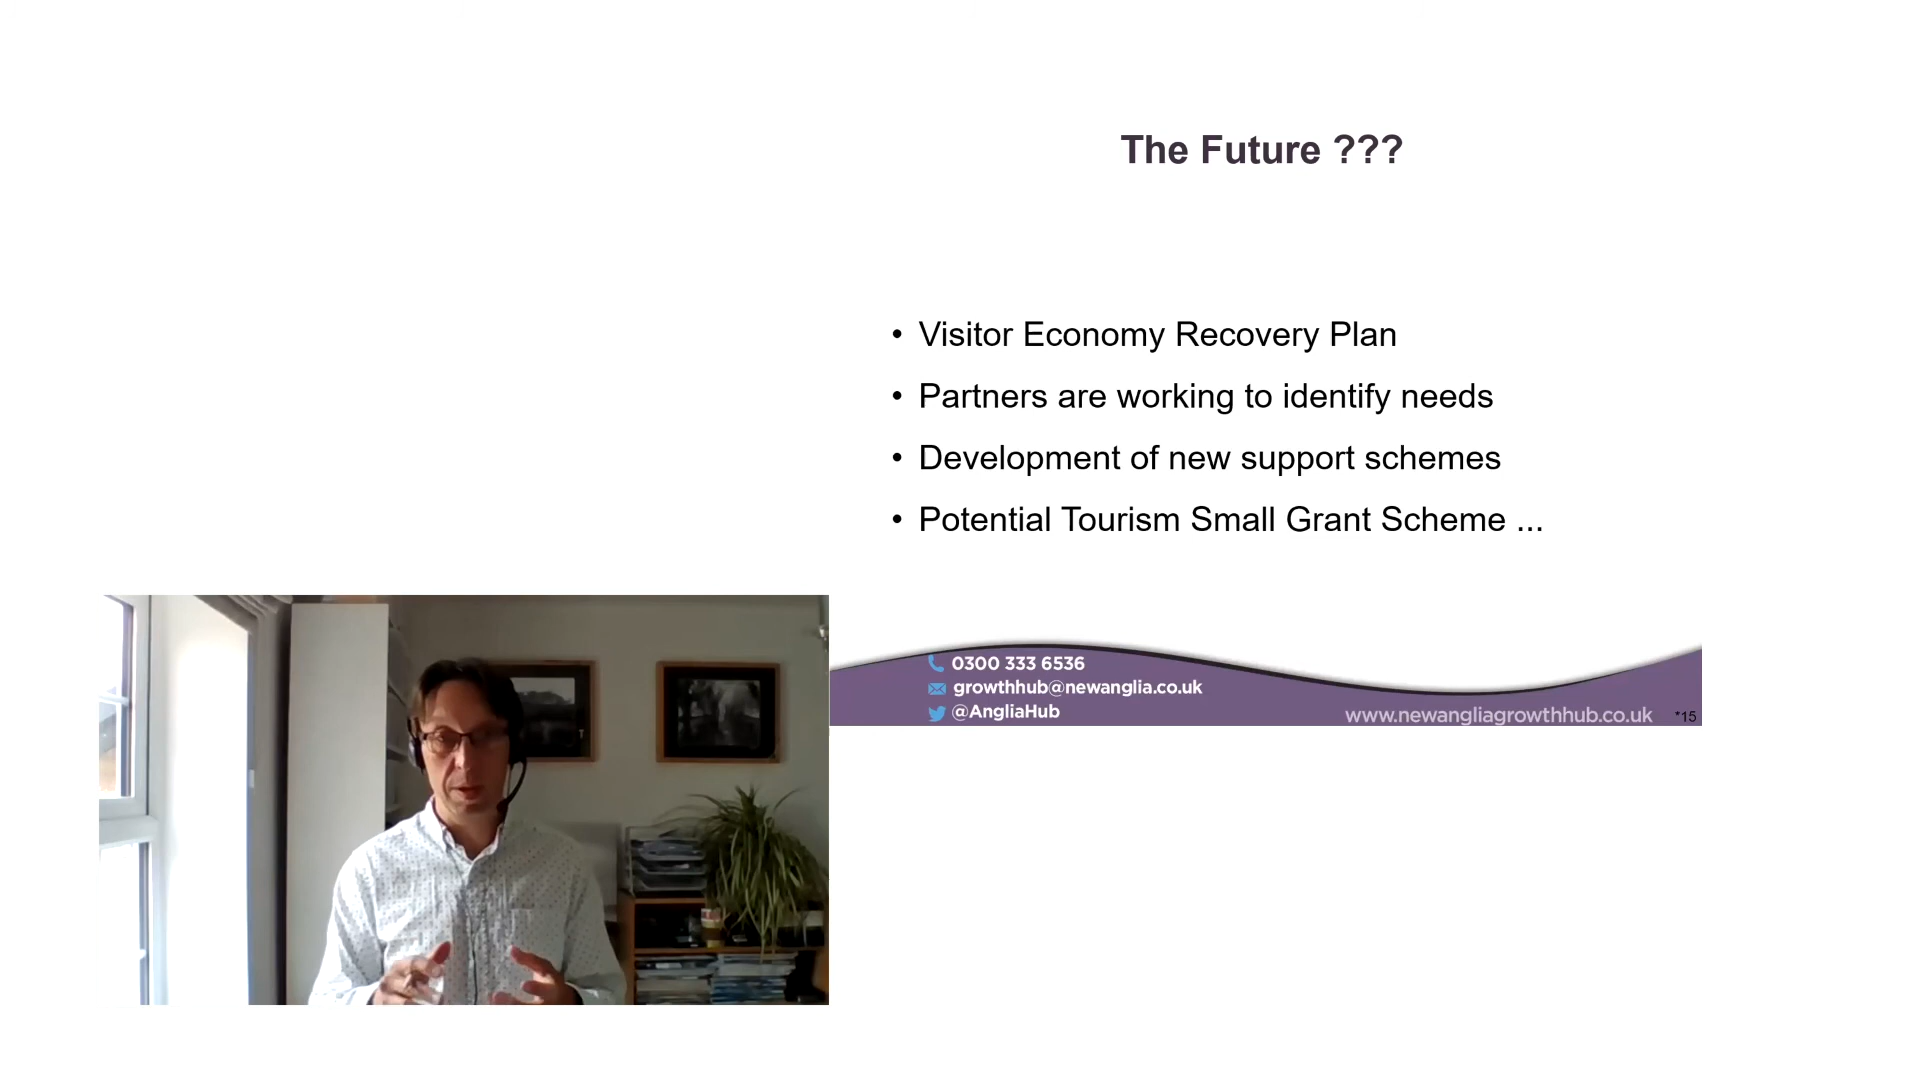 The Future ???
• Visitor Economy Recovery Plan
• Partners are working to identify needs
• Development of new support schemes
• Potential Tourism Small Grant Scheme ...
0300 333 6536
growthhub@newanglia.co.uk
@AngliaHub
www.newangliagrowthhub.co.uk
*15